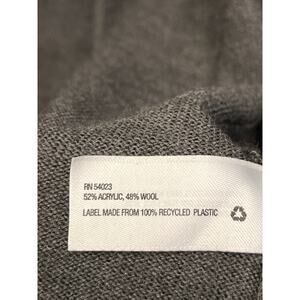 RN 54023
52% ACRYLIC, 48% WOOL
LABEL MADE FROM 100% RECYCLED PLASTIC